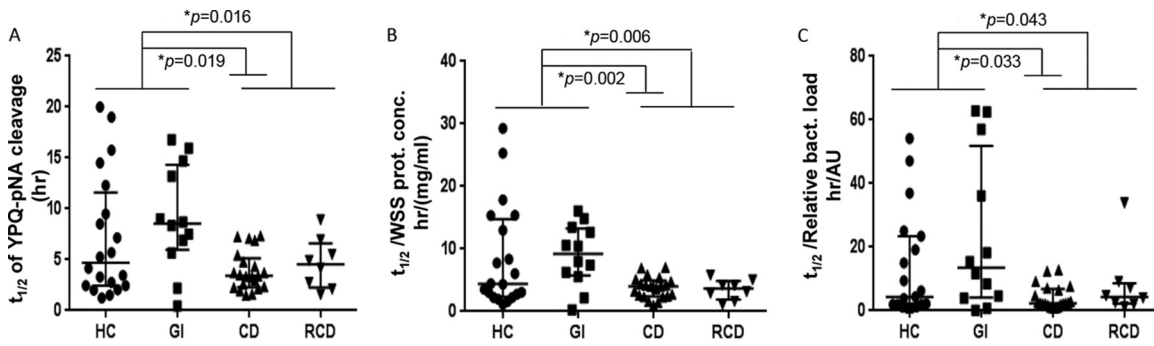 A
*p=0.016
*p=0.019
t1/2 of YPQ-pNA cleavage
(hr)
25
20
15
10
5
0
HC GI CD RCD
B
*p=0.006
*p=0.002
t1/2 /WSS prot. conc.
hr/(mg/ml)
40
30
20
10
0
HC GI CD RCD
C
*p=0.043
*p=0.033
t1/2 /Relative bact. load
hr/AU
80
60
40
20
0
HC GI CD RCD